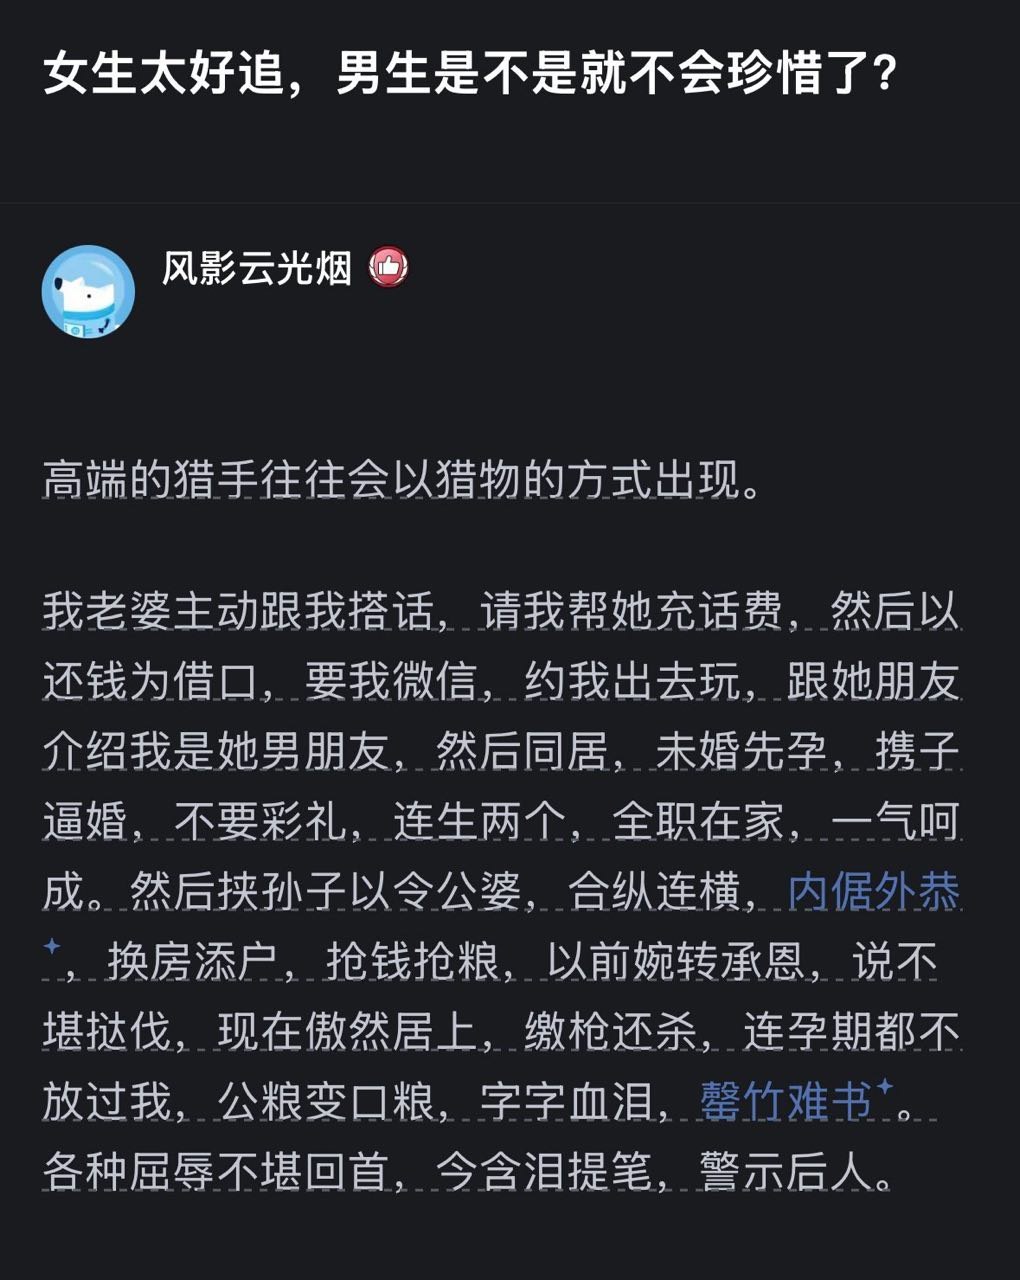 女生太好追，男生是不是就不会珍惜了？
风影云光烟
高端的猎手往往会以猎物的方式出现。
我老婆主动跟我搭话，请我帮她充话费，然后以
还钱为借口，要我微信，约我出去玩，跟她朋友
介绍我是她男朋友，然后同居，未婚先孕，携子
逼婚，不要彩礼，连生两个，全职在家，一气呵
成。然后挟孙子以令公婆，合纵连横，内倨外恭
，换房添户，抢钱抢粮，以前婉转承恩，说不
堪挞伐，现在傲然居上，缴枪还杀，连孕期都不
放过我，公粮变口粮，字字血泪，罄竹难书。
各种屈辱不堪回首，今含泪提笔，警示后人。